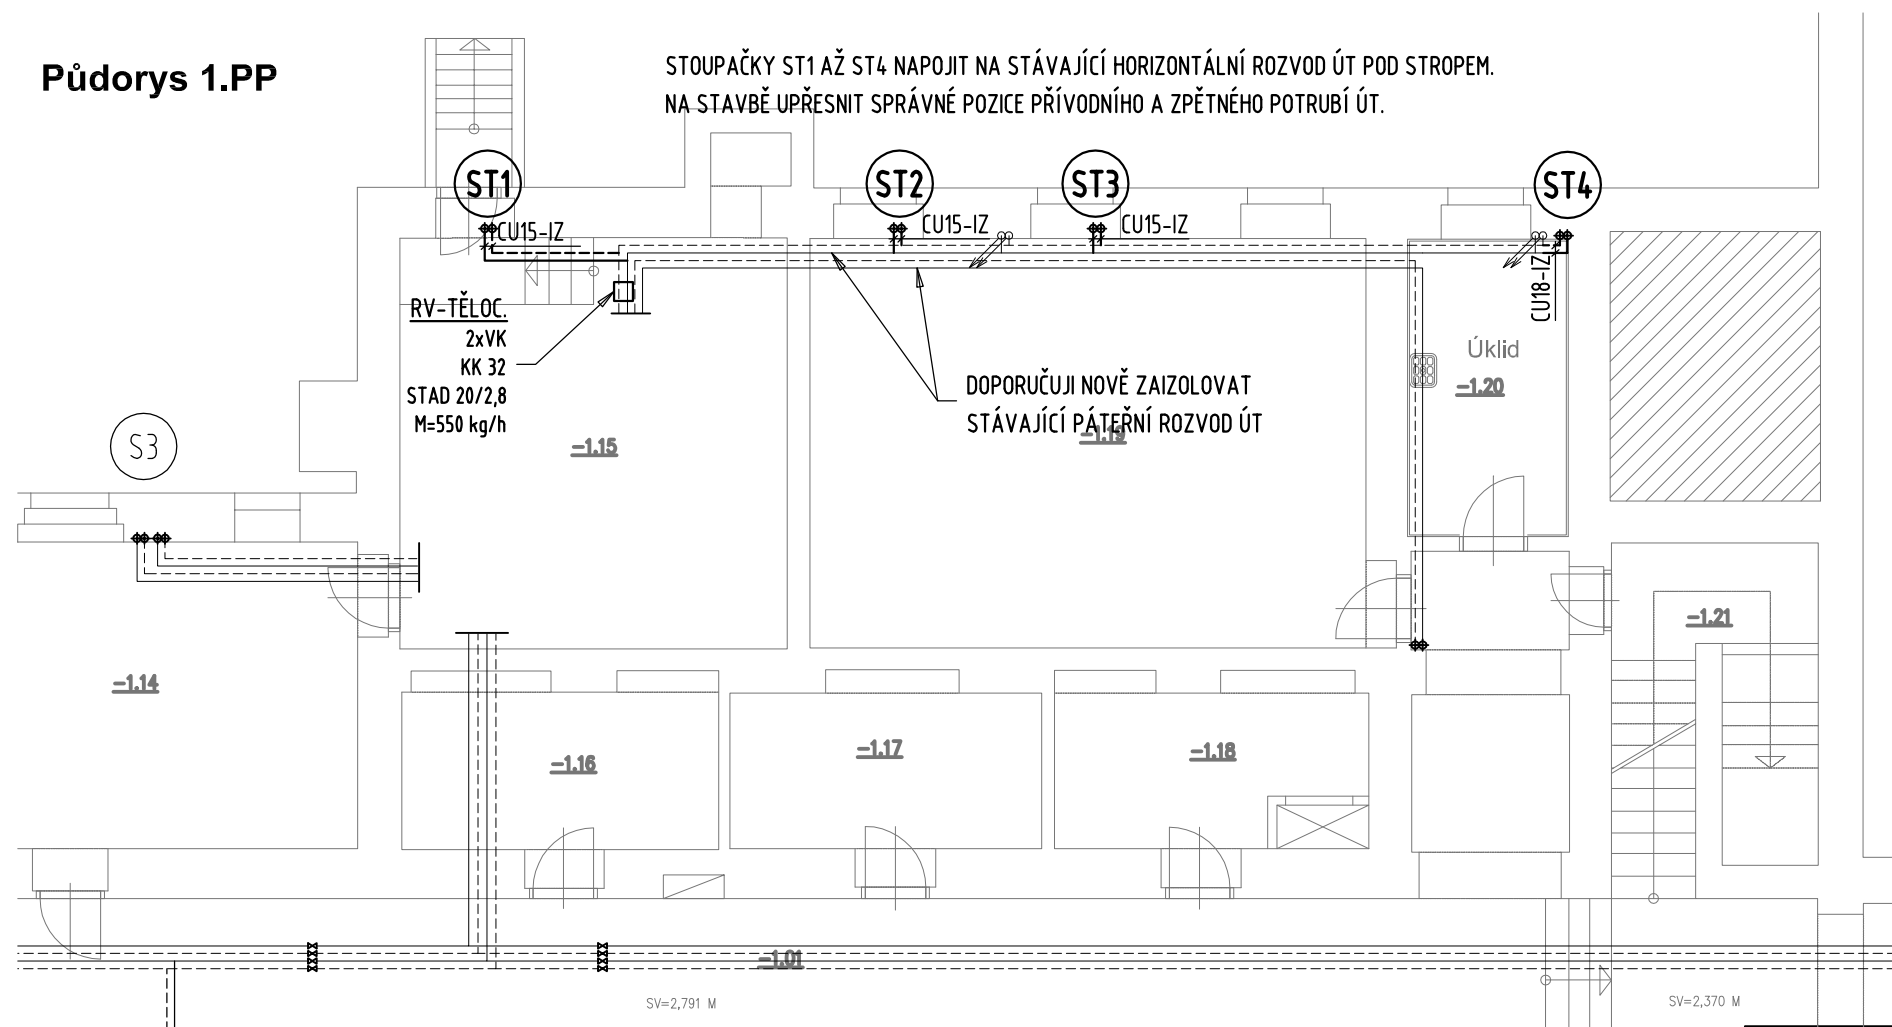 Půdorys 1.PP
STOUPAČKY ST1 AŽ ST4 NAPOJIT NA STÁVAJÍCÍ HORIZONTÁLNÍ ROZVOD ÚT POD STROPEM.
NA STAVBĚ UPŘESNIT SPRÁVNÉ POZICE PŘÍVODNÍHO A ZPĚTNÉHO POTRUBÍ ÚT.
ST1
ST2
ST3
ST4
CU15-IZ
CU15-IZ
CU15-IZ
CU18-IZ
RV-TĚLOC.
2xVK
KK 32
STAD 20/2,8
M=550 kg/h
DOPORUČUJI NOVĚ ZAIZOLOVAT
STÁVAJÍCÍ PÁTEŘNÍ ROZVOD ÚT
Úklid
-1.20
-1.19
-1.15
S3
-1.21
-1.14
-1.16
-1.17
-1.18
-1.01
SV=2,791 M
SV=2,370 M